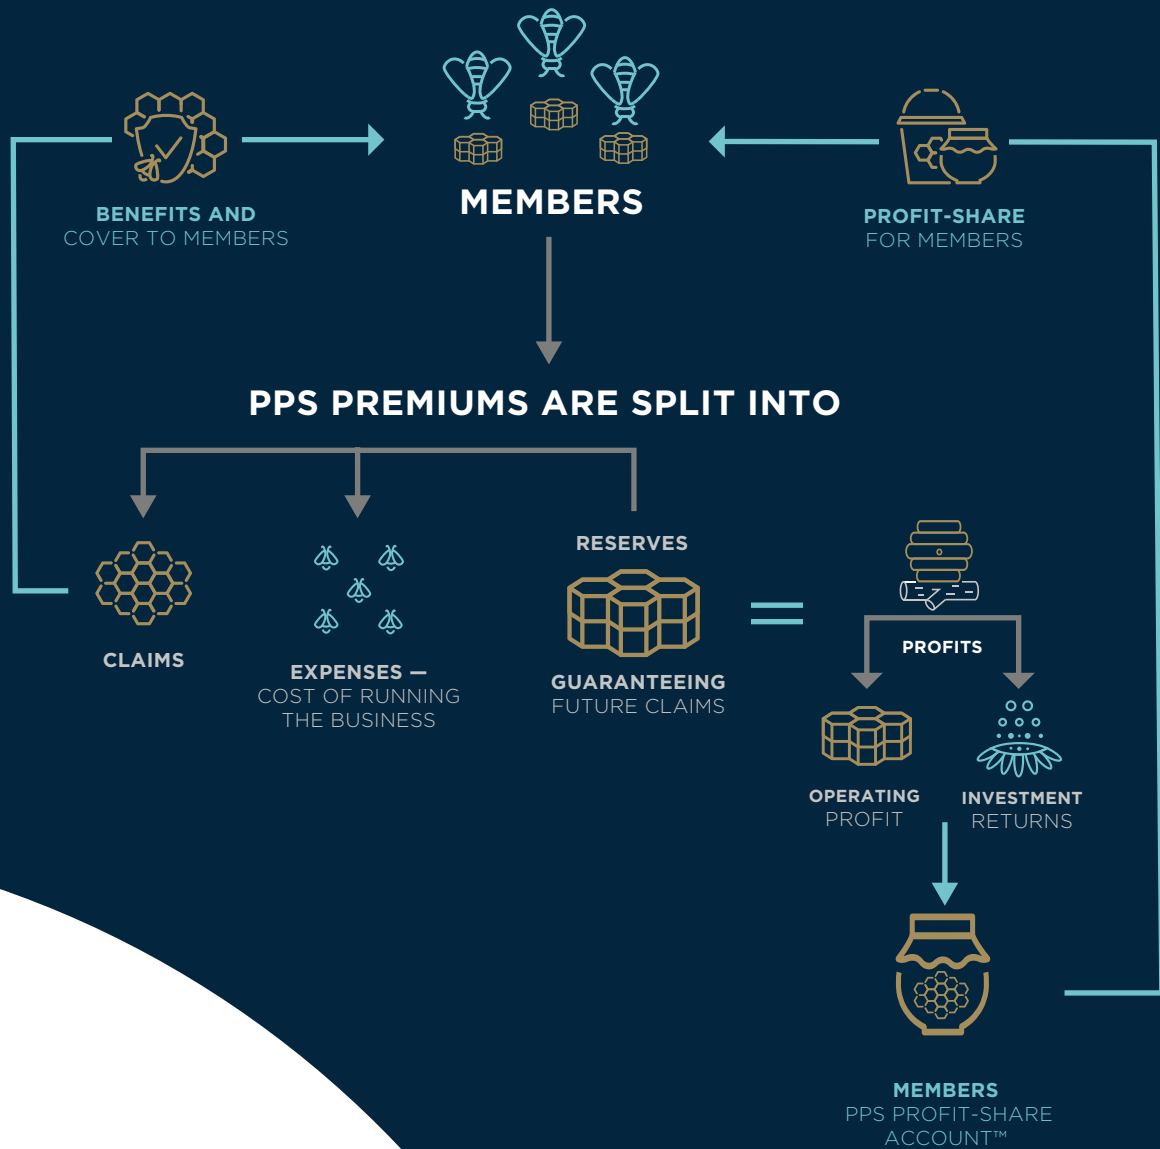 MEMBERS
BENEFITS AND
COVER TO MEMBERS
PROFIT-SHARE
FOR MEMBERS
PPS PREMIUMS ARE SPLIT INTO
CLAIMS
EXPENSES —
COST OF RUNNING
THE BUSINESS
RESERVES
GUARANTEEING
FUTURE CLAIMS
PROFITS
OPERATING
PROFIT
INVESTMENT
RETURNS
MEMBERS
PPS PROFIT-SHARE
ACCOUNT™